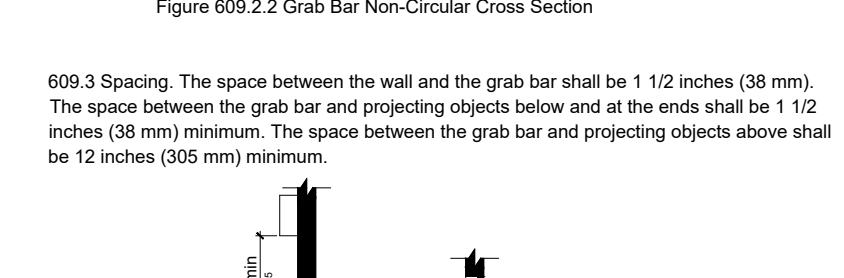 Figure 609.2.2 Grab Bar Non-Circular Cross Section
609.3 Spacing. The space between the wall and the grab bar shall be 1 1/2 inches (38 mm).
The space between the grab bar and projecting objects below and at the ends shall be 1 1/2
inches (38 mm) minimum. The space between the grab bar and projecting objects above shall
be 12 inches (305 mm) minimum.
min
5